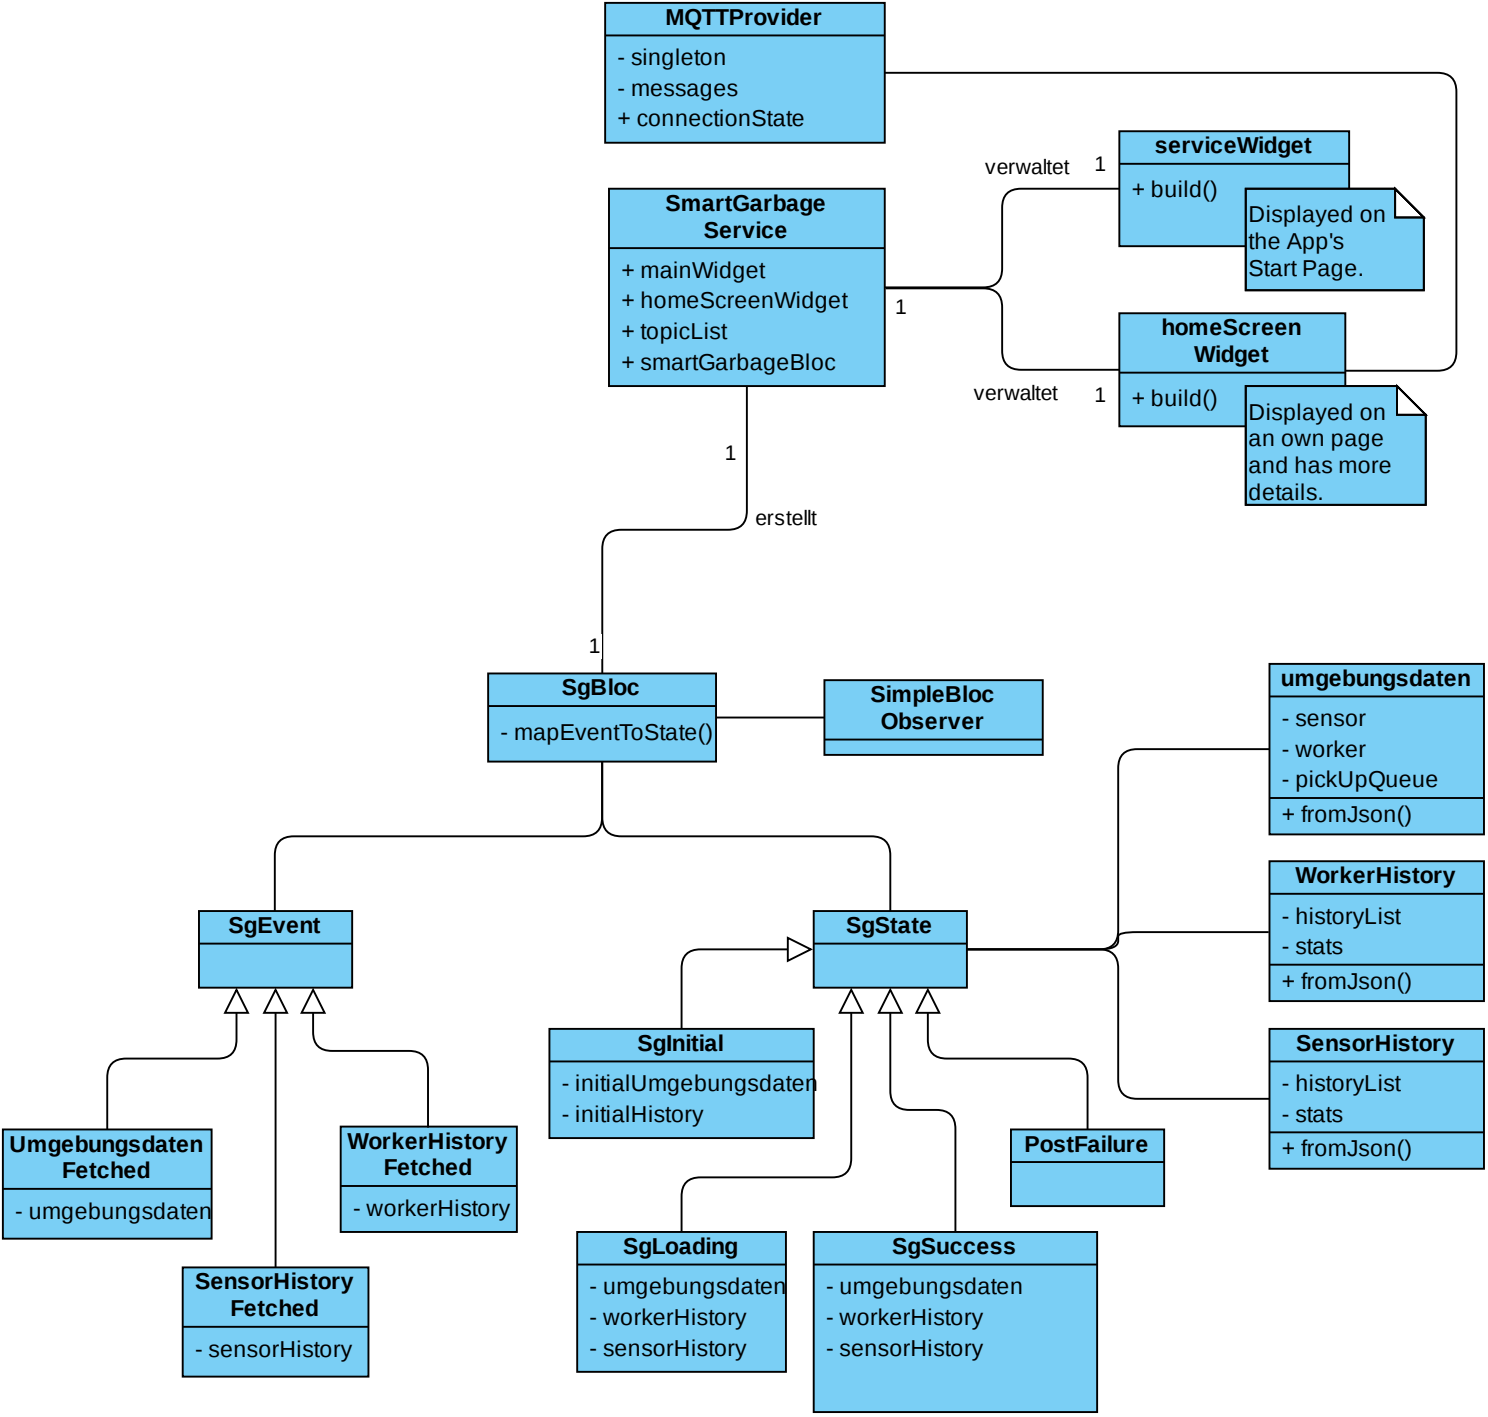 MQTTProvider
- singleton
- messages
+ connectionState
SmartGarbage
Service
+ mainWidget
+ homeScreenWidget
+ topicList
+ smartGarbageBloc
verwaltet
1
serviceWidget
+ build()
Displayed on
the App's
Start Page.
1
verwaltet
1
homeScreen
Widget
+ build()
Displayed on
an own page
and has more
details.
1
erstellt
1
SgBloc
- mapEventToState()
SimpleBloc
Observer
umgebungsdaten
- sensor
- worker
- pickUpQueue
+ fromJson()
WorkerHistory
- historyList
- stats
+ fromJson()
SensorHistory
- historyList
- stats
+ fromJson()
SgEvent
SgState
SgInitial
- initialUmgebungsdaten
- initialHistory
Umgebungsdaten
Fetched
- umgebungsdaten
WorkerHistory
Fetched
- workerHistory
SensorHistory
Fetched
- sensorHistory
PostFailure
SgLoading
- umgebungsdaten
- workerHistory
- sensorHistory
SgSuccess
- umgebungsdaten
- workerHistory
- sensorHistory